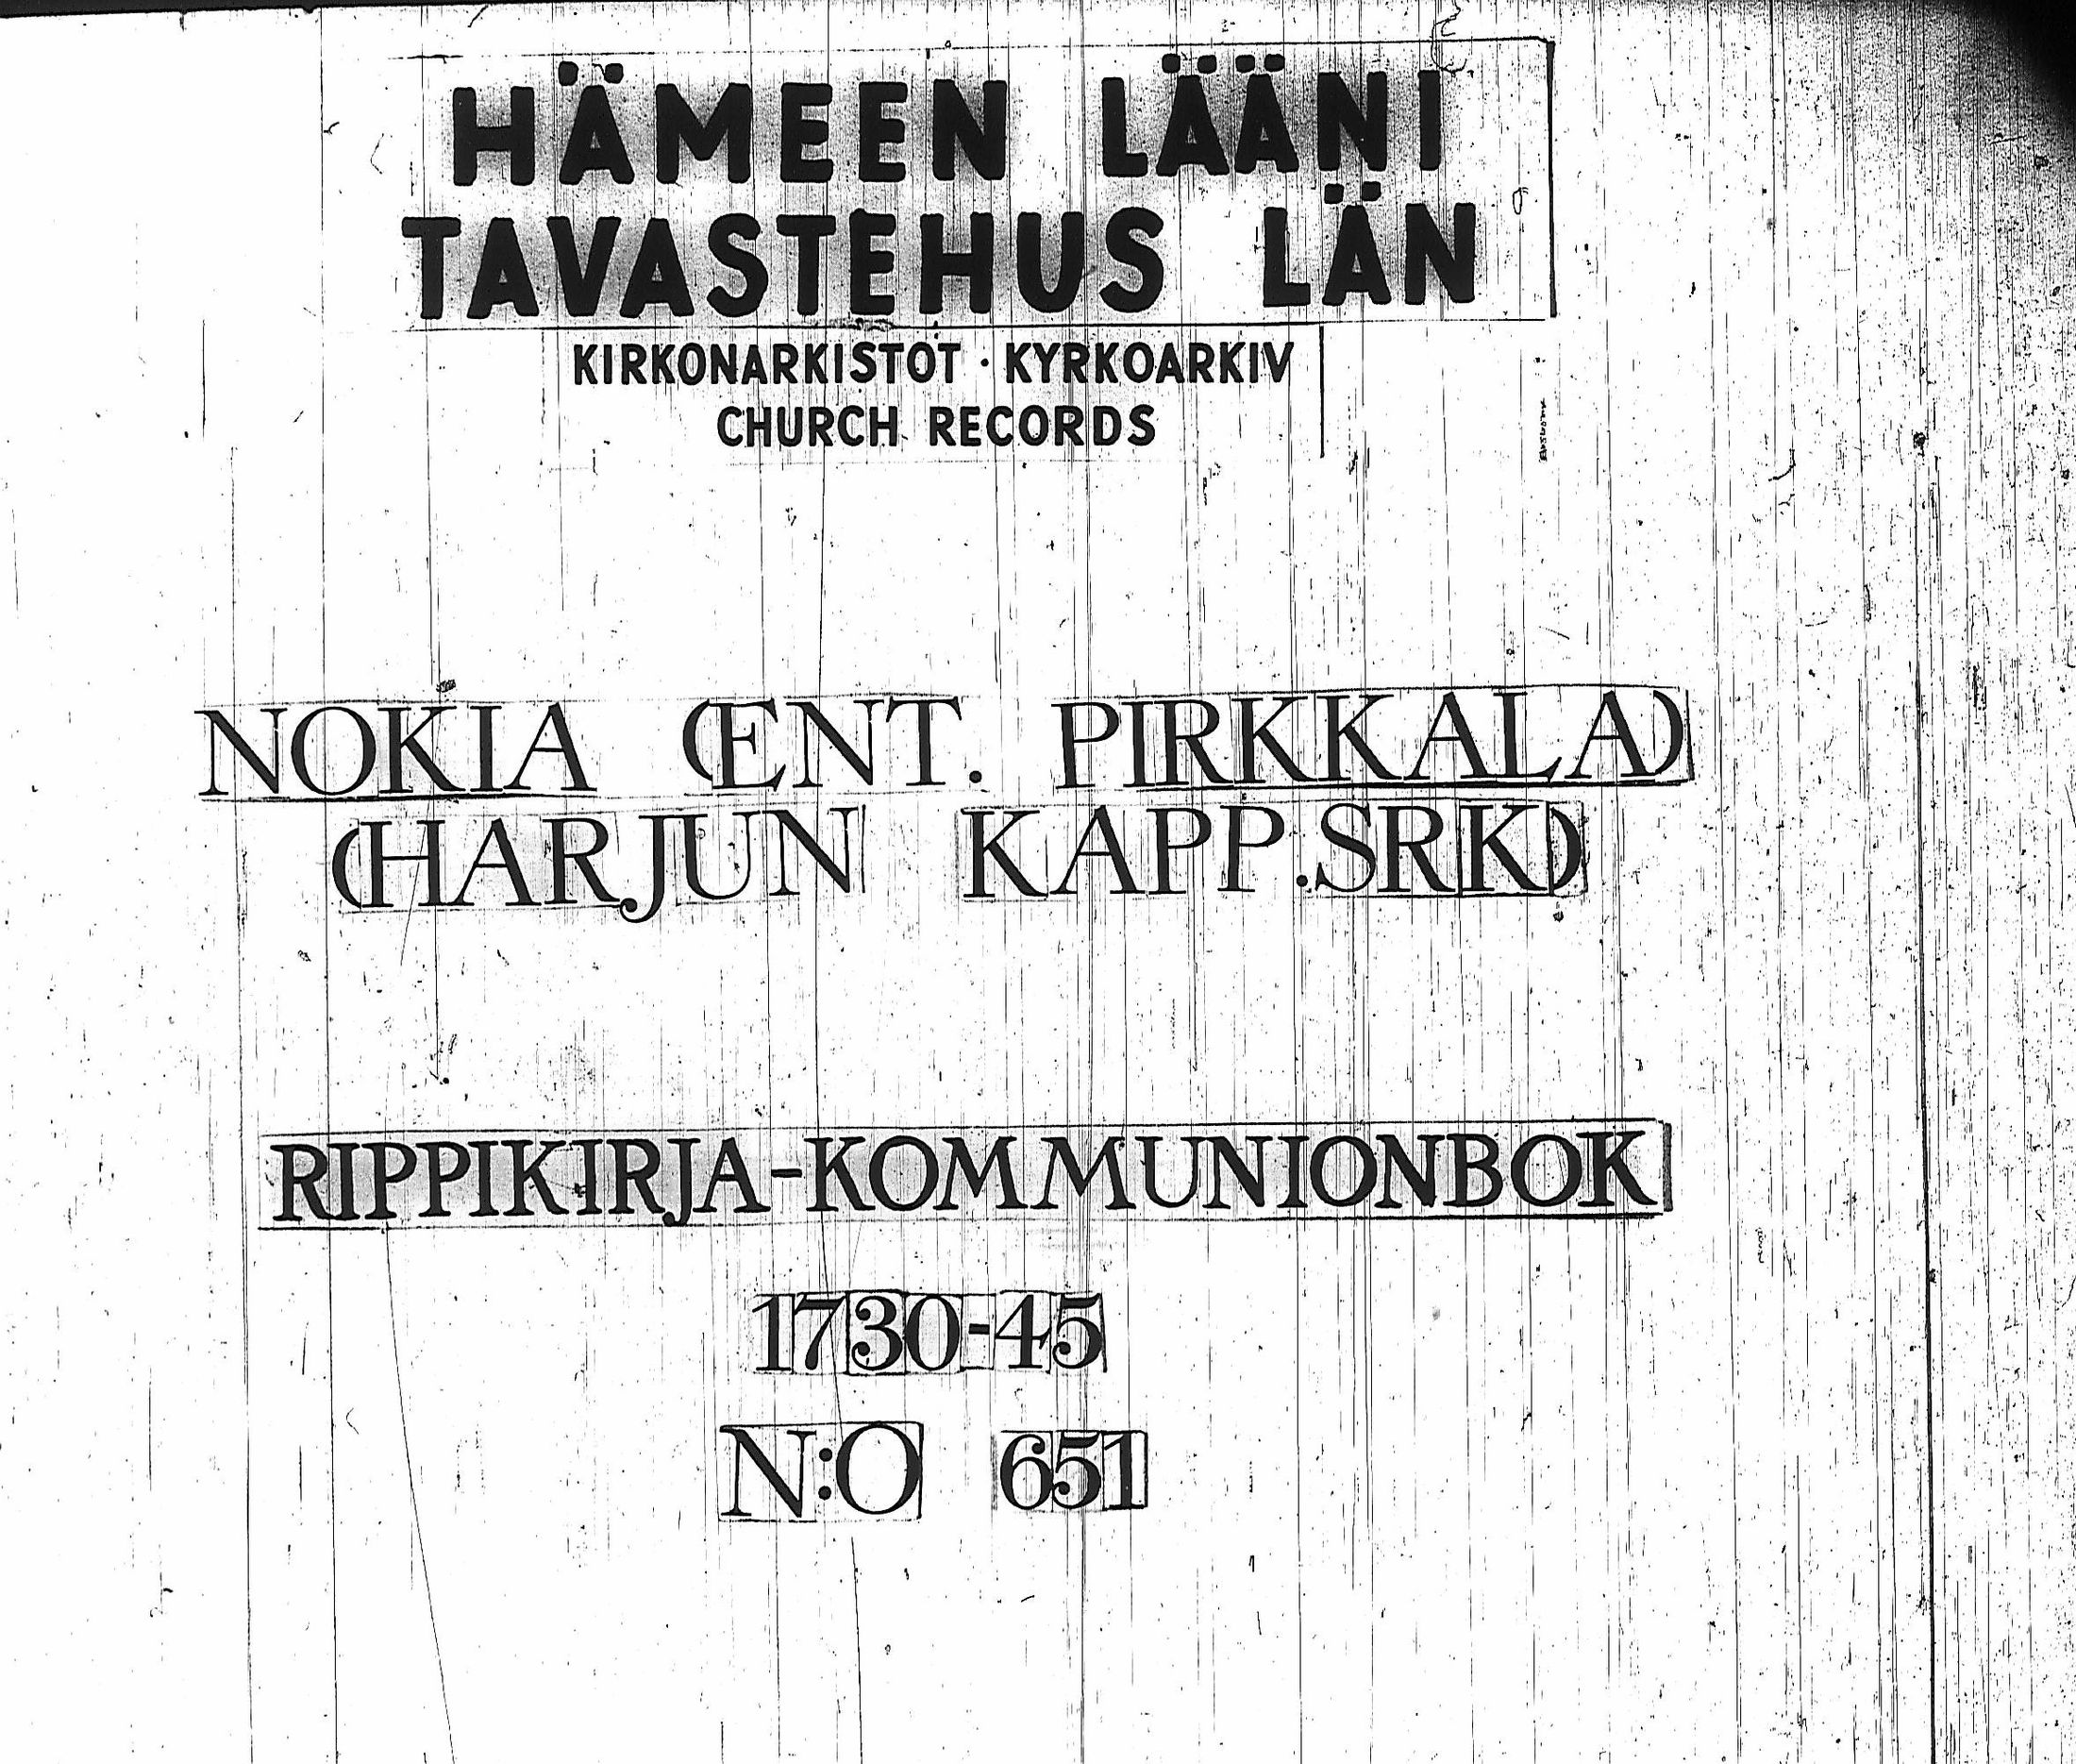 HÄMEEN LÄÄNI
TAVASTEHUS LÄN
KIRKONARKISTOT · KYRKOARKIV
CHURCH RECORDS
NOKIA (ENT. PIRKKALA)
(HARJUN KAPP.SRK)
RIPPIKIRJA-KOMMUNIONBOK
1730-45
N:O 651